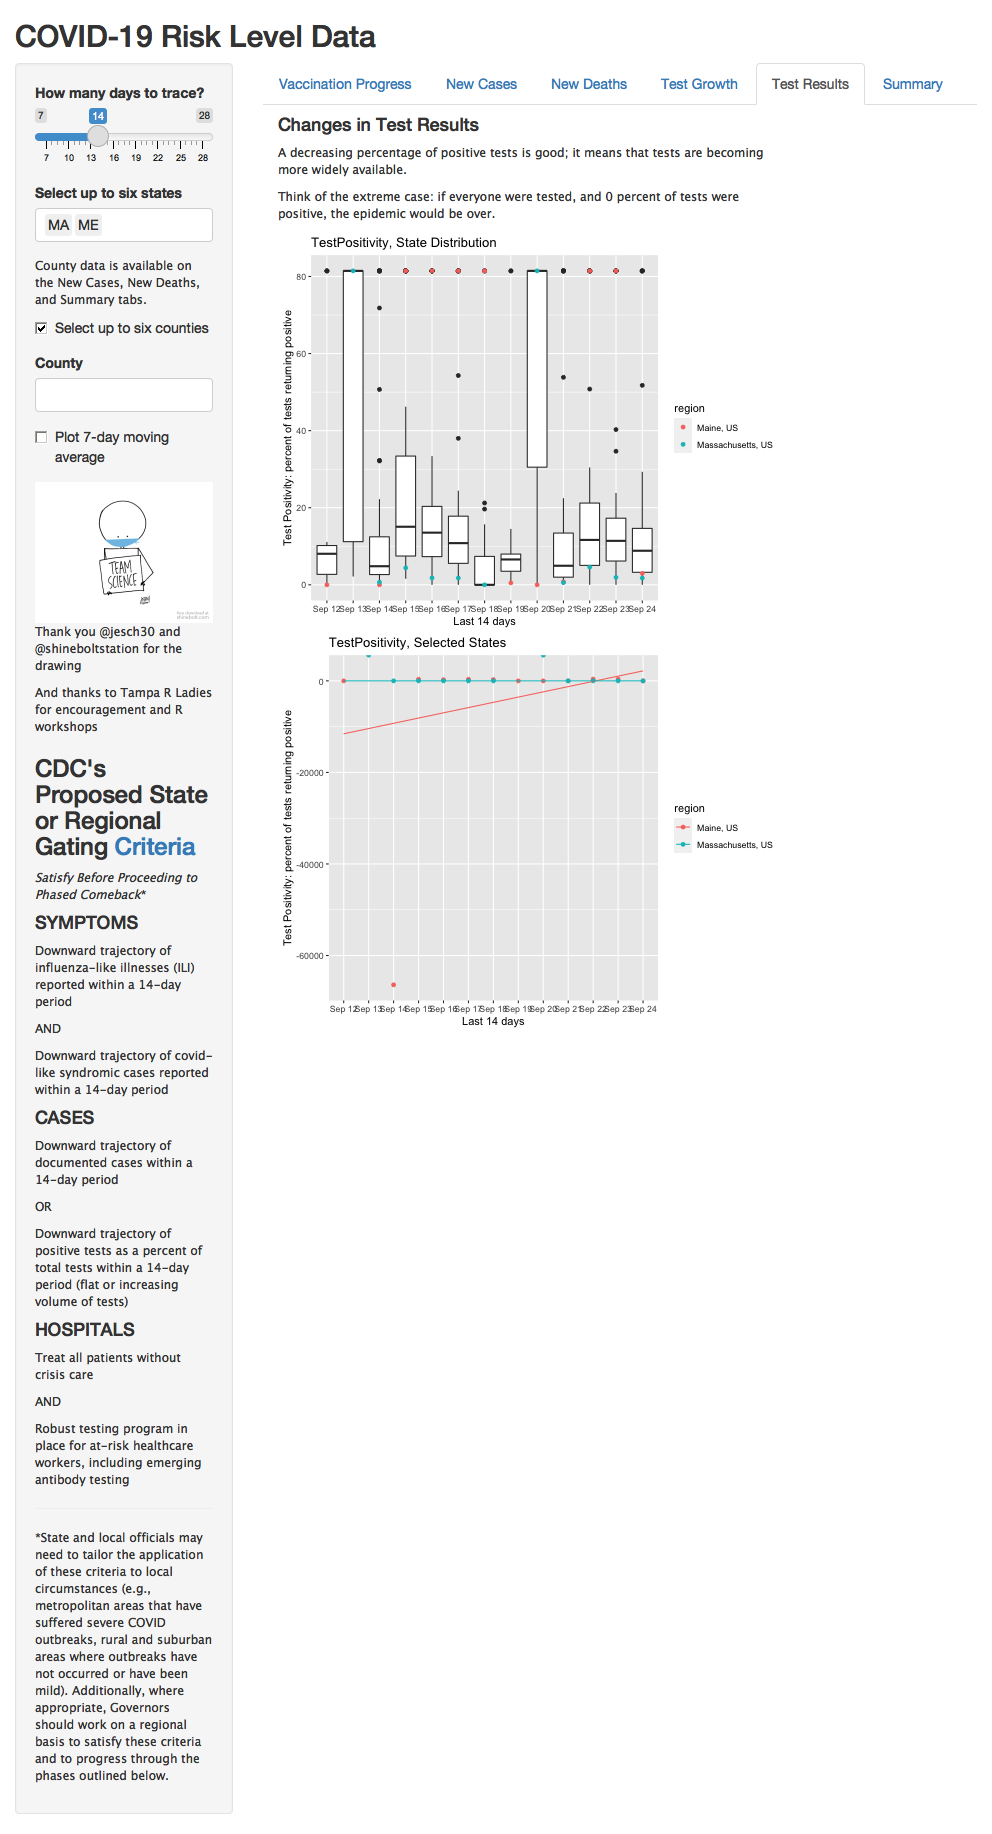 COVID-19 Risk Level Data
How many days to trace?
7 14 28
7 10 13 16 19 22 25 28
Select up to six states
MA ME
County data is available on
the New Cases, New Deaths,
and Summary tabs.
Select up to six counties
County
Plot 7-day moving
average
TEAM
SCIENCE
Thank you @jesch30 and
@shineboltstation for the
drawing
And thanks to Tampa R Ladies
for encouragement and R
workshops
CDC's
Proposed State
or Regional
Gating Criteria
Satisfy Before Proceeding to
Phased Comeback*
SYMPTOMS
Downward trajectory of
influenza-like illnesses (ILI)
reported within a 14-day
period
AND
Downward trajectory of covid-
like syndromic cases reported
within a 14-day period
CASES
Downward trajectory of
documented cases within a
14-day period
OR
Downward trajectory of
positive tests as a percent of
total tests within a 14-day
period (flat or increasing
volume of tests)
HOSPITALS
Treat all patients without
crisis care
AND
Robust testing program in
place for at-risk healthcare
workers, including emerging
antibody testing
*State and local officials may
need to tailor the application
of these criteria to local
circumstances (e.g.,
metropolitan areas that have
suffered severe COVID
outbreaks, rural and suburban
areas where outbreaks have
not occurred or have been
mild). Additionally, where
appropriate, Governors
should work on a regional
basis to satisfy these criteria
and to progress through the
phases outlined below.
Vaccination Progress New Cases New Deaths Test Growth Test Results Summary
Changes in Test Results
A decreasing percentage of positive tests is good; it means that tests are becoming
more widely available.
Think of the extreme case: if everyone were tested, and 0 percent of tests were
positive, the epidemic would be over.
TestPositivity, State Distribution
Test Positivity: percent of tests returning positive
80
60
40
20
0
Sep 12 Sep 13 Sep 14 Sep 15 Sep 16 Sep 17 Sep 18 Sep 19 Sep 20 Sep 21 Sep 22 Sep 23 Sep 24
Last 14 days
region
Maine, US
Massachusetts, US
TestPositivity, Selected States
Test Positivity: percent of tests returning positive
0
-20000
-40000
-60000
Sep 12 Sep 13 Sep 14 Sep 15 Sep 16 Sep 17 Sep 18 Sep 19 Sep 20 Sep 21 Sep 22 Sep 23 Sep 24
Last 14 days
region
Maine, US
Massachusetts, US